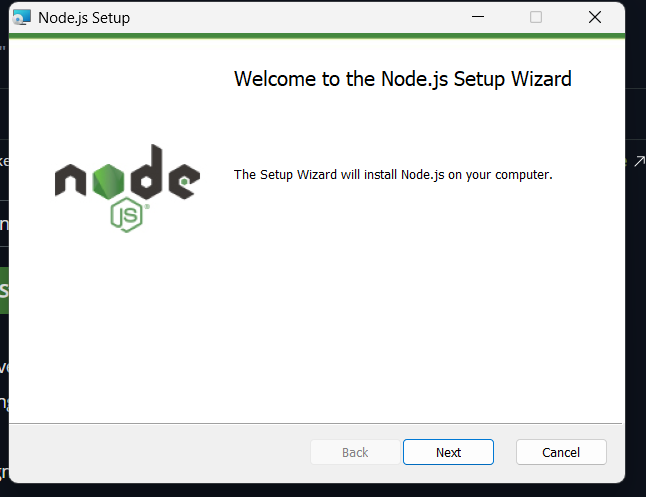 Node.js Setup
Welcome to the Node.js Setup Wizard
node
JS®
The Setup Wizard will install Node.js on your computer.
Back
Next
Cancel